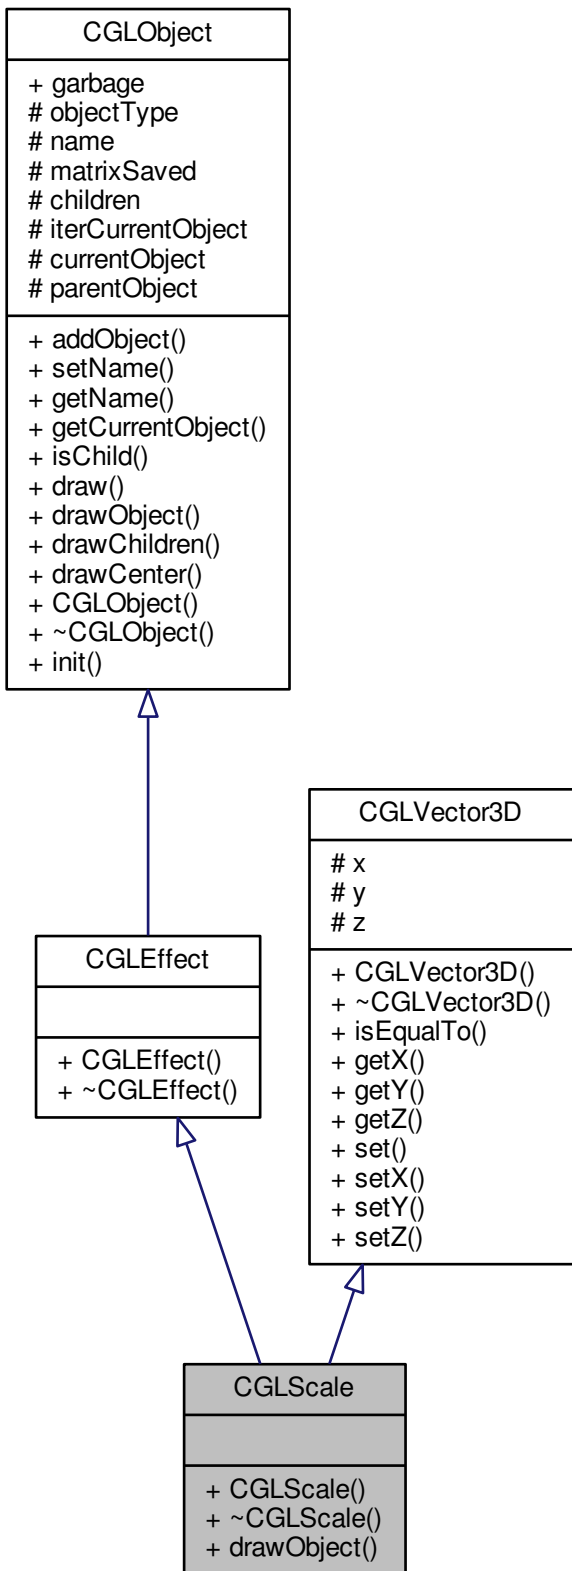 CGLObject
+ garbage
# objectType
# name
# matrixSaved
# children
# iterCurrentObject
# currentObject
# parentObject
+ addObject()
+ setName()
+ getName()
+ getCurrentObject()
+ isChild()
+ draw()
+ drawObject()
+ drawChildren()
+ drawCenter()
+ CGLObject()
+ ~CGLObject()
+ init()
CGLVector3D
# x
# y
# z
+ CGLVector3D()
+ ~CGLVector3D()
+ isEqualTo()
+ getX()
+ getY()
+ getZ()
+ set()
+ setX()
+ setY()
+ setZ()
CGLEffect
+ CGLEffect()
+ ~CGLEffect()
CGLScale
+ CGLScale()
+ ~CGLScale()
+ drawObject()